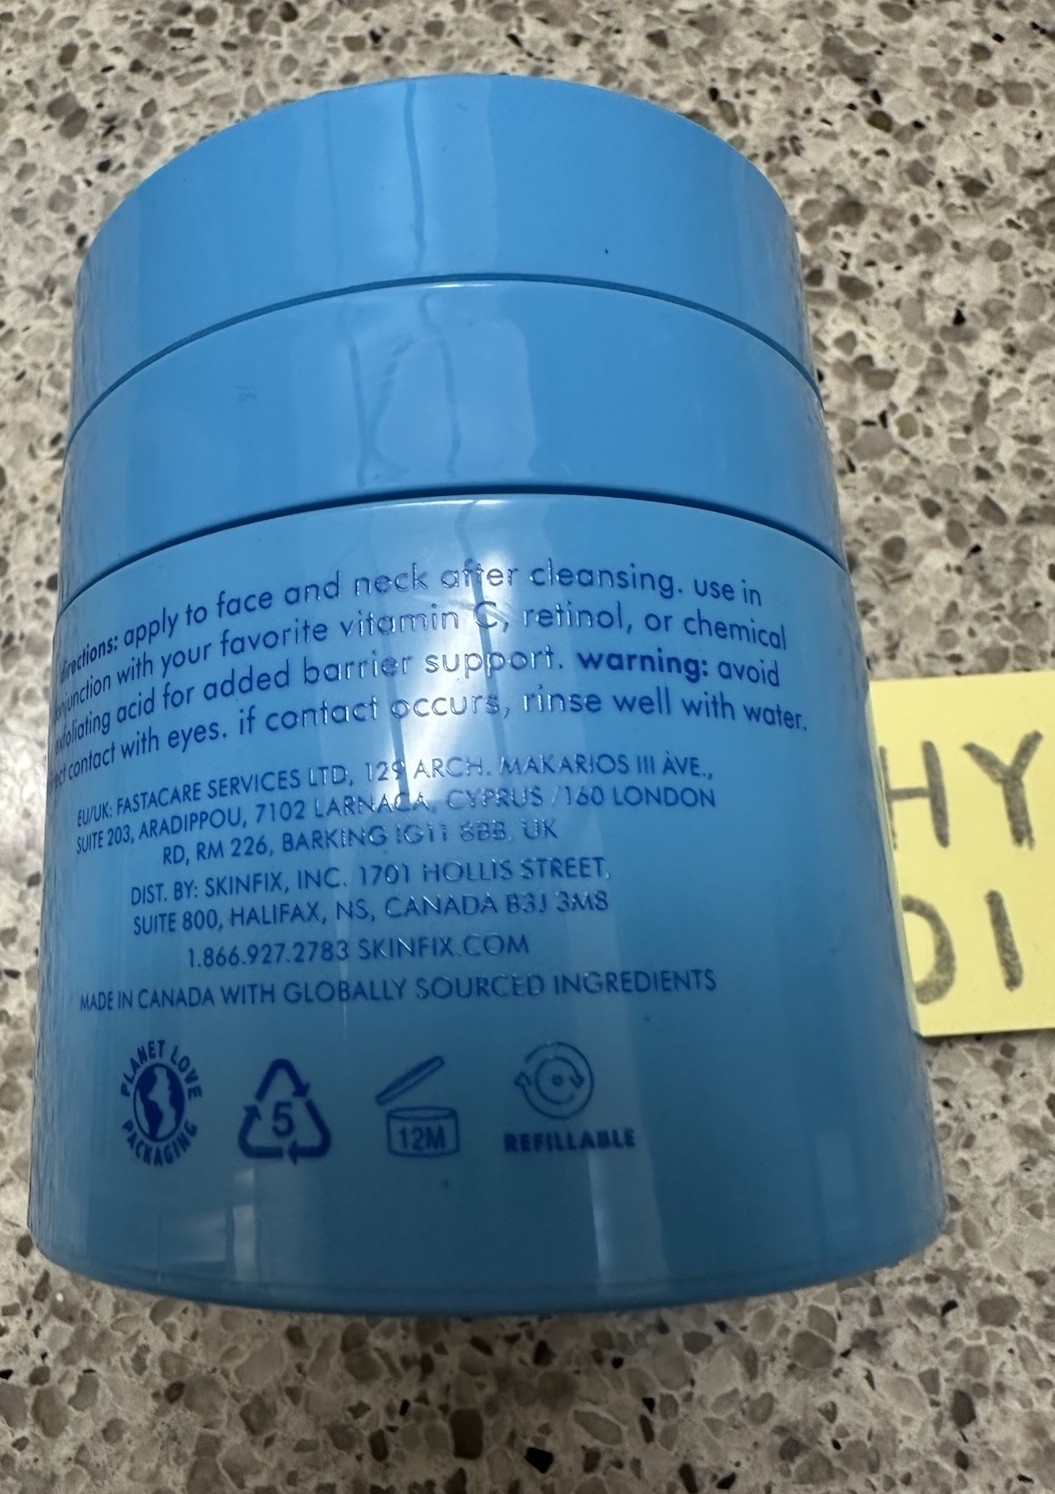 directions: apply to face and neck after cleansing. use in
conjunction with your favorite vitamin C, retinol, or chemical
exfoliating acid for added barrier support. warning: avoid
contact with eyes. if contact occurs, rinse well with water.
EU/UK: FASTACARE SERVICES LTD, 129 ARCH. MAKARIOS III AVE.,
SUITE 203, ARADIPPOU, 7102 LARNACA, CYPRUS / 160 LONDON
RD, RM 226, BARKING IG11 8BB, UK
DIST. BY: SKINFIX, INC. 1701 HOLLIS STREET,
SUITE 800, HALIFAX, NS, CANADA B3J 3M8
1.866.927.2783 SKINFIX.COM
MADE IN CANADA WITH GLOBALLY SOURCED INGREDIENTS
PLANET LOVE
PACKAGING
5
12M
REFILLABLE
HY
DI